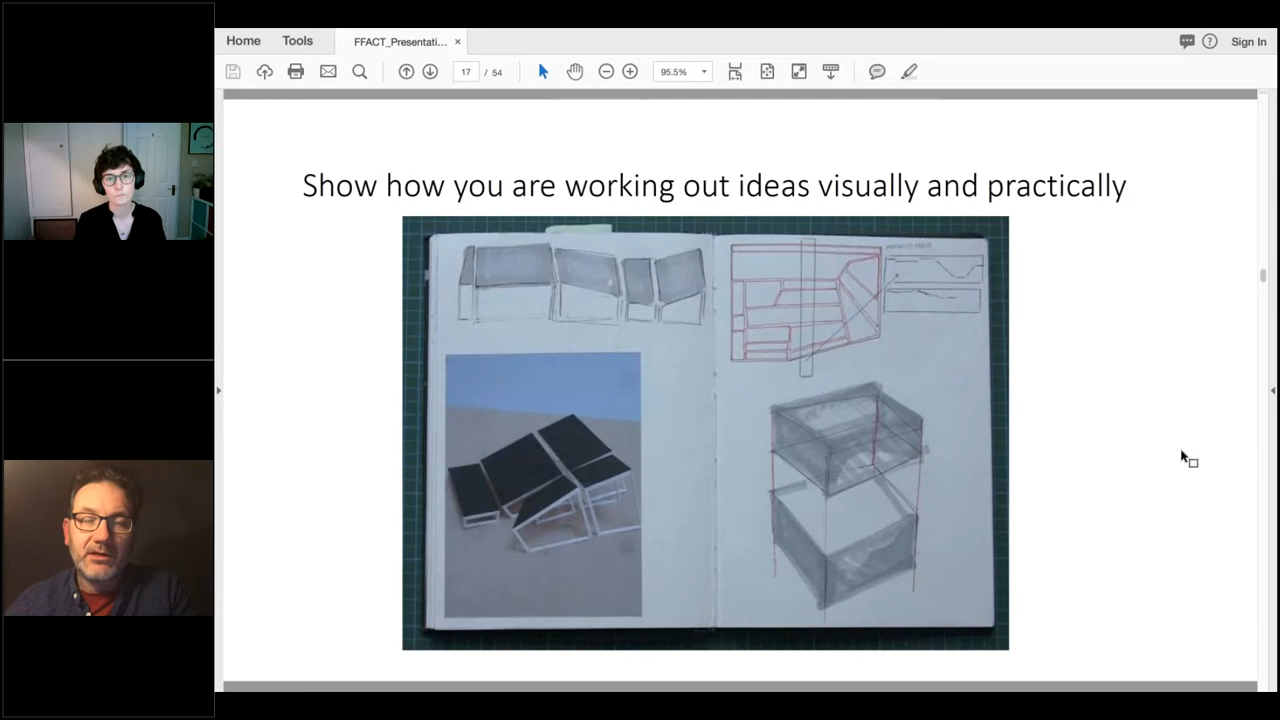 Home Tools FFACT_Presentati... × Sign In
17 / 54 95.5%
Show how you are working out ideas visually and practically